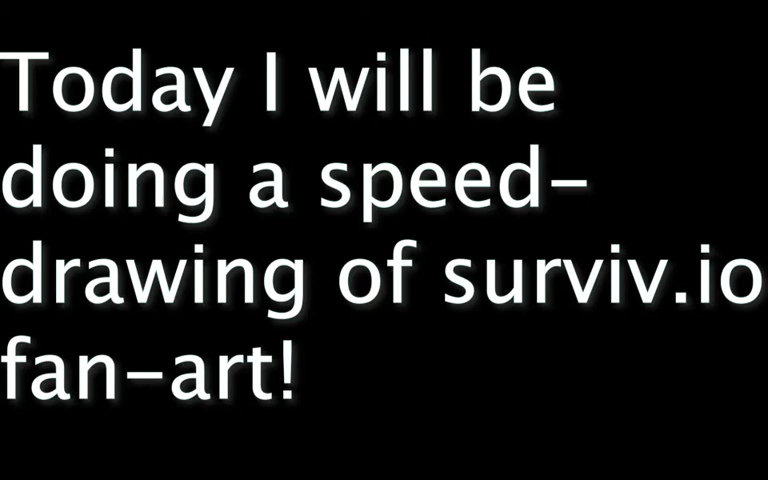 Today I will be
doing a speed-
drawing of surviv.io
fan-art!